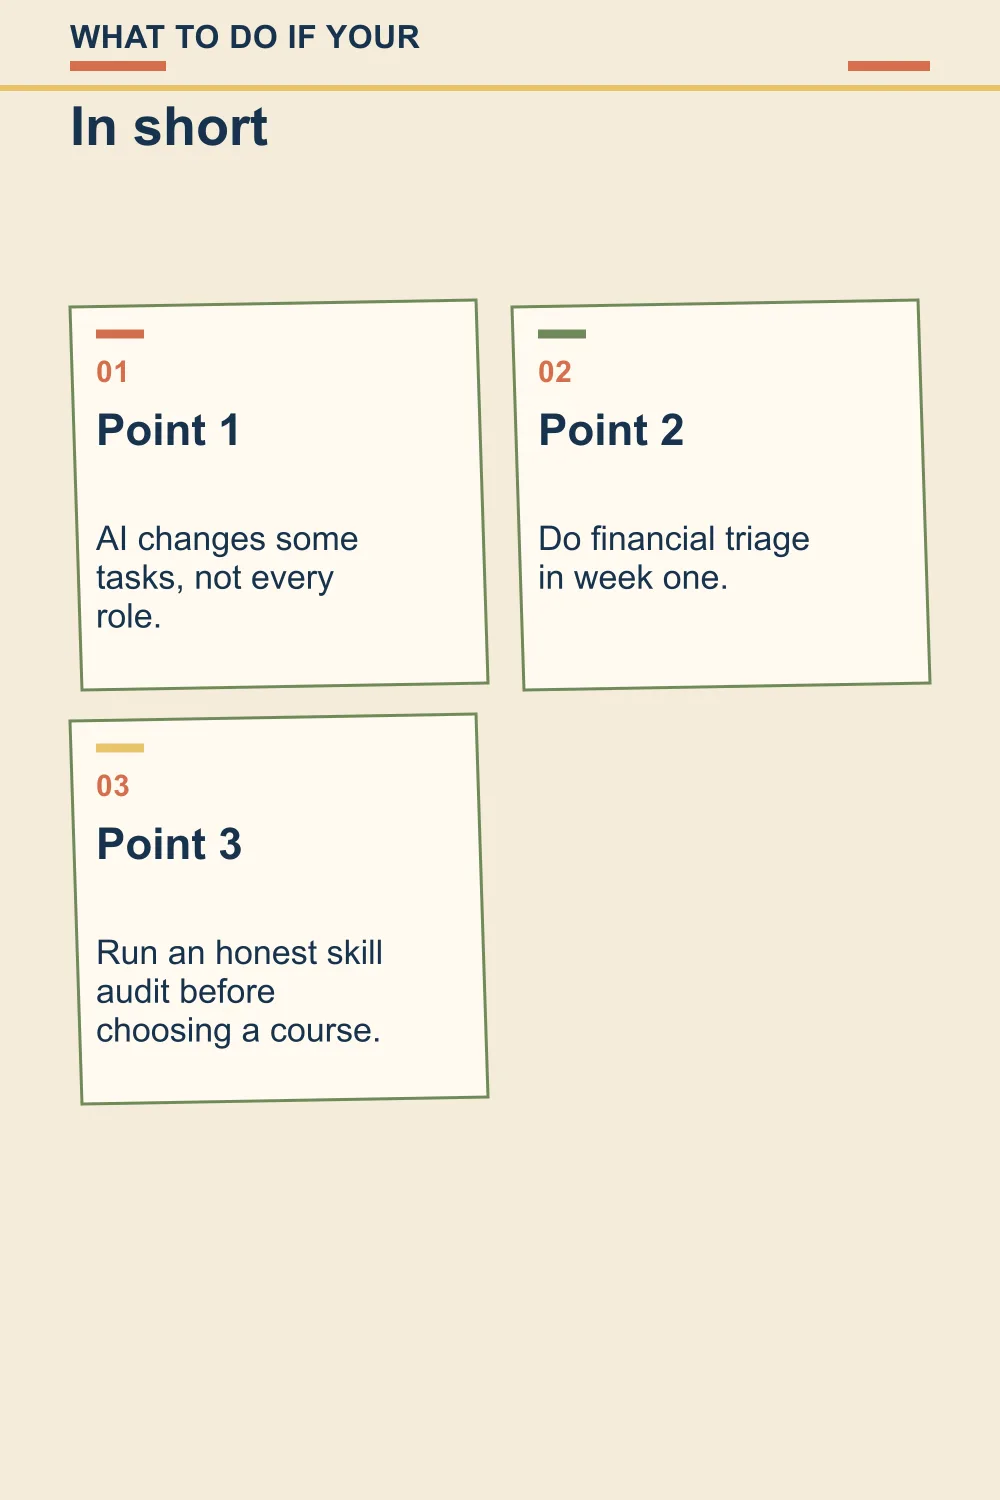 WHAT TO DO IF YOUR
In short
01
Point 1
AI changes some
tasks, not every
role.
02
Point 2
Do financial triage
in week one.
03
Point 3
Run an honest skill
audit before
choosing a course.